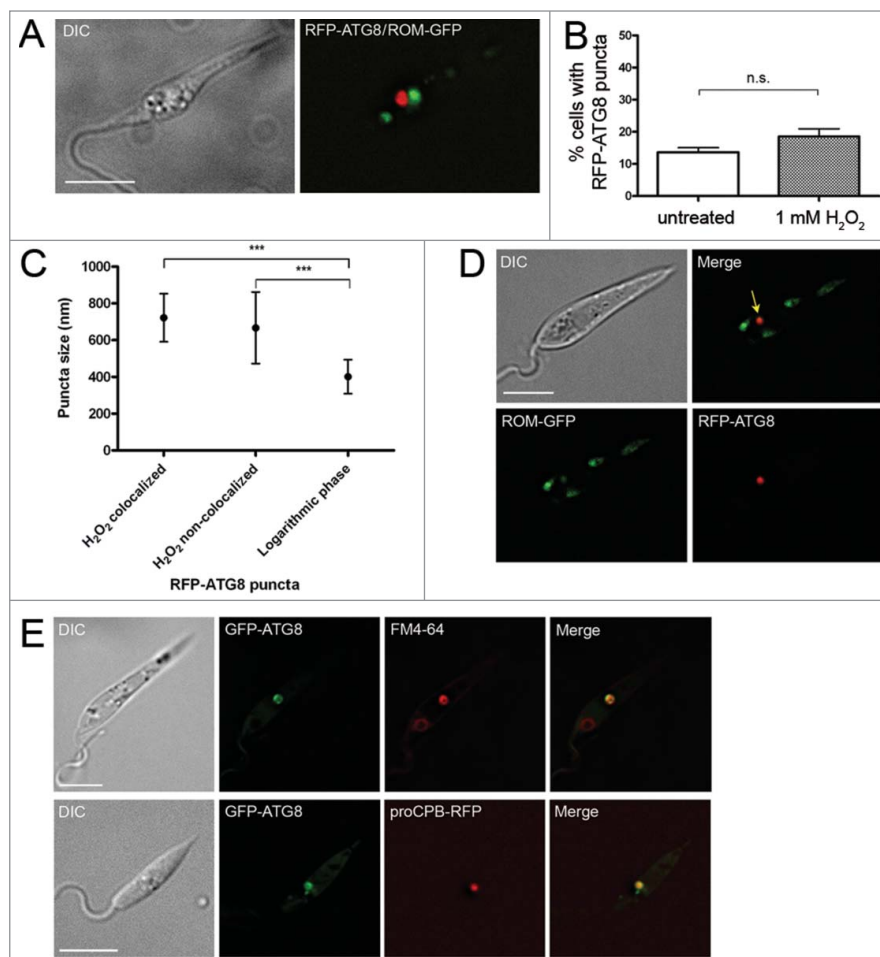 A
DIC
RFP-ATG8/ROM-GFP
B
% cells with
RFP-ATG8 puncta
50
40
30
20
10
0
n.s.
untreated
1 mM H₂O₂
C
Puncta size (nm)
1000
800
600
400
200
0
***
***
H₂O₂ colocalized
H₂O₂ non-colocalized
Logarithmic phase
RFP-ATG8 puncta
D
DIC
Merge
ROM-GFP
RFP-ATG8
E
DIC
GFP-ATG8
FM4-64
Merge
DIC
GFP-ATG8
proCPB-RFP
Merge